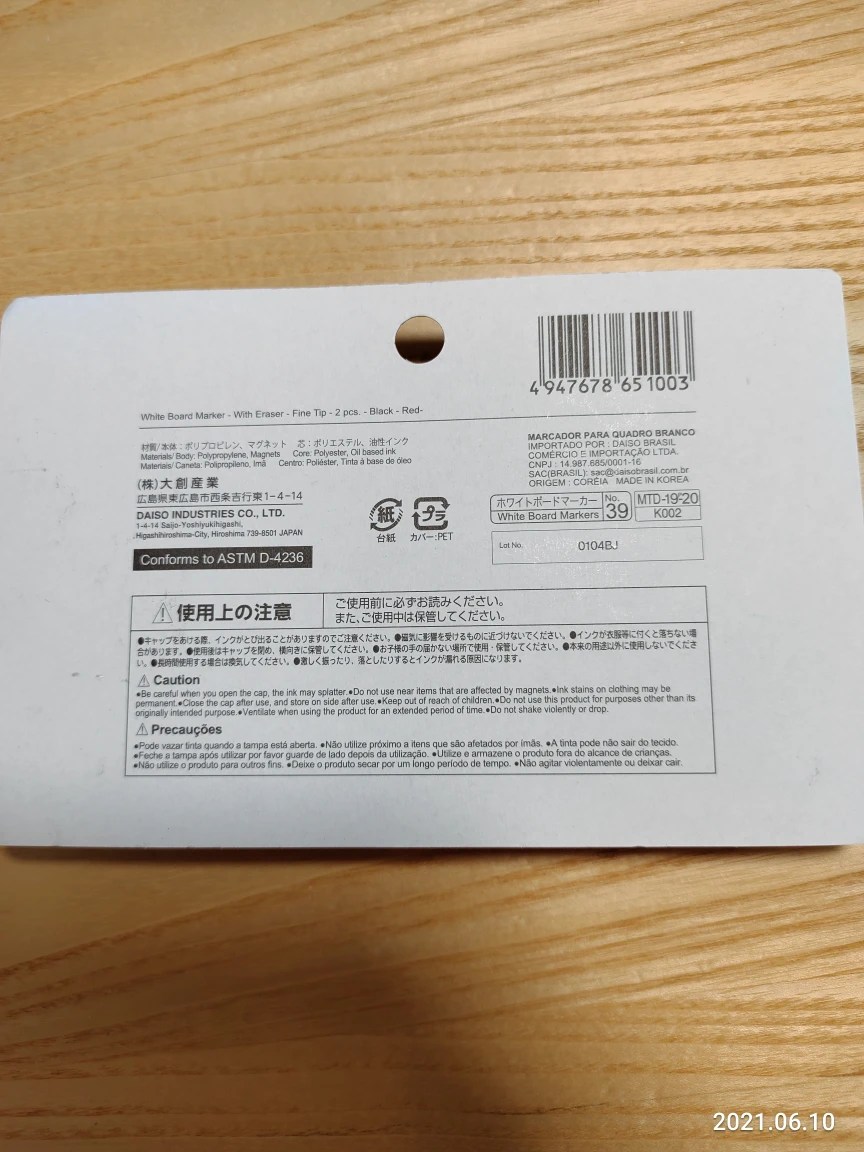 4947678651003
White Board Marker - With Eraser - Fine Tip - 2 pcs. - Black - Red-
材質/本体:ポリプロピレン、マグネット 芯:ポリエステル、油性インク
Materials/ Body: Polypropylene, Magnets Core: Polyester, Oil based ink
Materiais/ Caneta: Polipropileno, Imã Centro: Poliéster, Tinta à base de óleo
(株)大創産業
広島県東広島市西条吉行東1-4-14
DAISO INDUSTRIES CO., LTD.
1-4-14 Saijo-Yoshiyukihigashi,
Higashihiroshima-City, Hiroshima 739-8501 JAPAN
Conforms to ASTM D-4236
紙
台紙
プラ
カバー:PET
MARCADOR PARA QUADRO BRANCO
IMPORTADO POR : DAISO BRASIL
COMÉRCIO E IMPORTAÇÃO LTDA.
CNPJ : 14.987.685/0001-16
SAC(BRASIL): sac@daisobrasil.com.br
ORIGEM : CORÉIA MADE IN KOREA
ホワイトボードマーカー
White Board Markers
No.
39
MTD-19-20
K002
Lot No. 0104BJ
使用上の注意
ご使用前に必ずお読みください。
また、ご使用中は保管してください。
●キャップをあける際、インクがとび出ることがありますのでご注意ください。●磁気に影響を受けるものに近づけないでください。●インクが衣服等に付くと落ちない場
合があります。●使用後はキャップを閉め、横向きに保管してください。●お子様の手の届かない場所で使用・保管してください。●本来の用途以外に使用しないでくださ
い。●長時間使用する場合は換気してください。●激しく振ったり、落としたりするとインクが漏れる原因になります。
Caution
●Be careful when you open the cap, the ink may splatter.●Do not use near items that are affected by magnets.●Ink stains on clothing may be
permanent.●Close the cap after use, and store on side after use.●Keep out of reach of children.●Do not use this product for purposes other than its
originally intended purpose.●Ventilate when using the product for an extended period of time.●Do not shake violently or drop.
Precauções
●Pode vazar tinta quando a tampa está aberta. ●Não utilize próximo a itens que são afetados por imãs. ●A tinta pode não sair do tecido.
●Feche a tampa após utilizar por favor guarde de lado depois da utilização. ●Utilize e armazene o produto fora do alcance de crianças.
●Não utilize o produto para outros fins. ●Deixe o produto secar por um longo período de tempo. ●Não agitar violentamente ou deixar cair.
2021.06.10